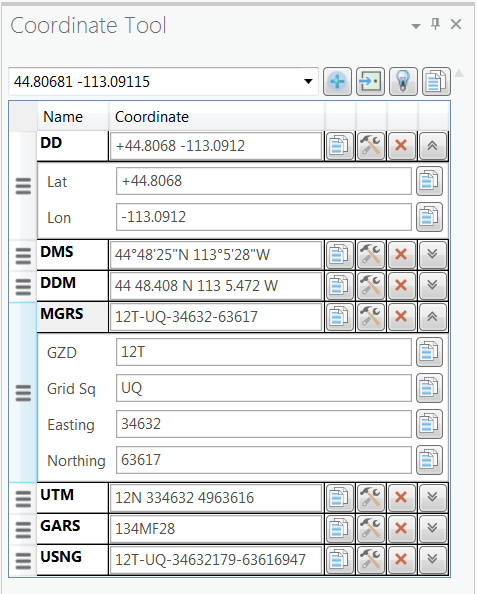 Coordinate Tool
44.80681 -113.09115
Name Coordinate
DD +44.8068 -113.0912
Lat +44.8068
Lon -113.0912
DMS 44°48'25"N 113°5'28"W
DDM 44 48.408 N 113 5.472 W
MGRS 12T-UQ-34632-63617
GZD 12T
Grid Sq UQ
Easting 34632
Northing 63617
UTM 12N 334632 4963616
GARS 134MF28
USNG 12T-UQ-34632179-63616947